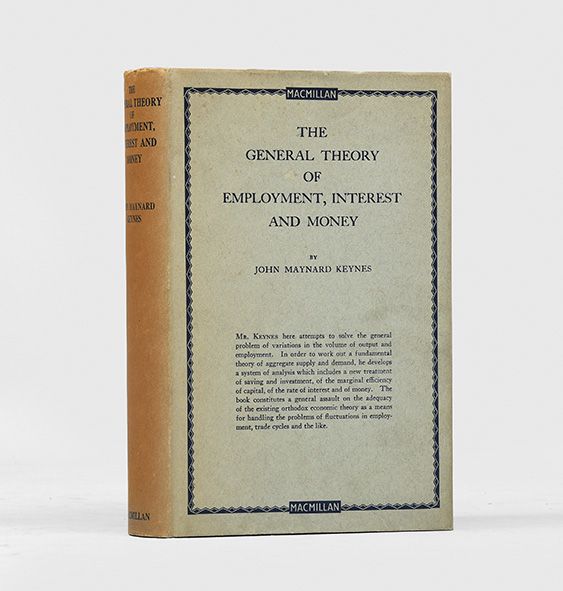 MACMILLAN
THE
GENERAL THEORY
OF
EMPLOYMENT, INTEREST
AND MONEY
BY
JOHN MAYNARD KEYNES
MR. KEYNES here attempts to solve the general
problem of variations in the volume of output and
employment. In order to work out a fundamental
theory of aggregate supply and demand, he develops
a system of analysis which includes a new treatment
of saving and investment, of the marginal efficiency
of capital, of the rate of interest and of money. The
book constitutes a general assault on the adequacy
of the existing orthodox economic theory as a means
for handling the problems of fluctuations in employ-
ment, trade cycles and the like.
MACMILLAN
THE
THEORY
OF
AND
MONEY
MAYNARD
KEYNES